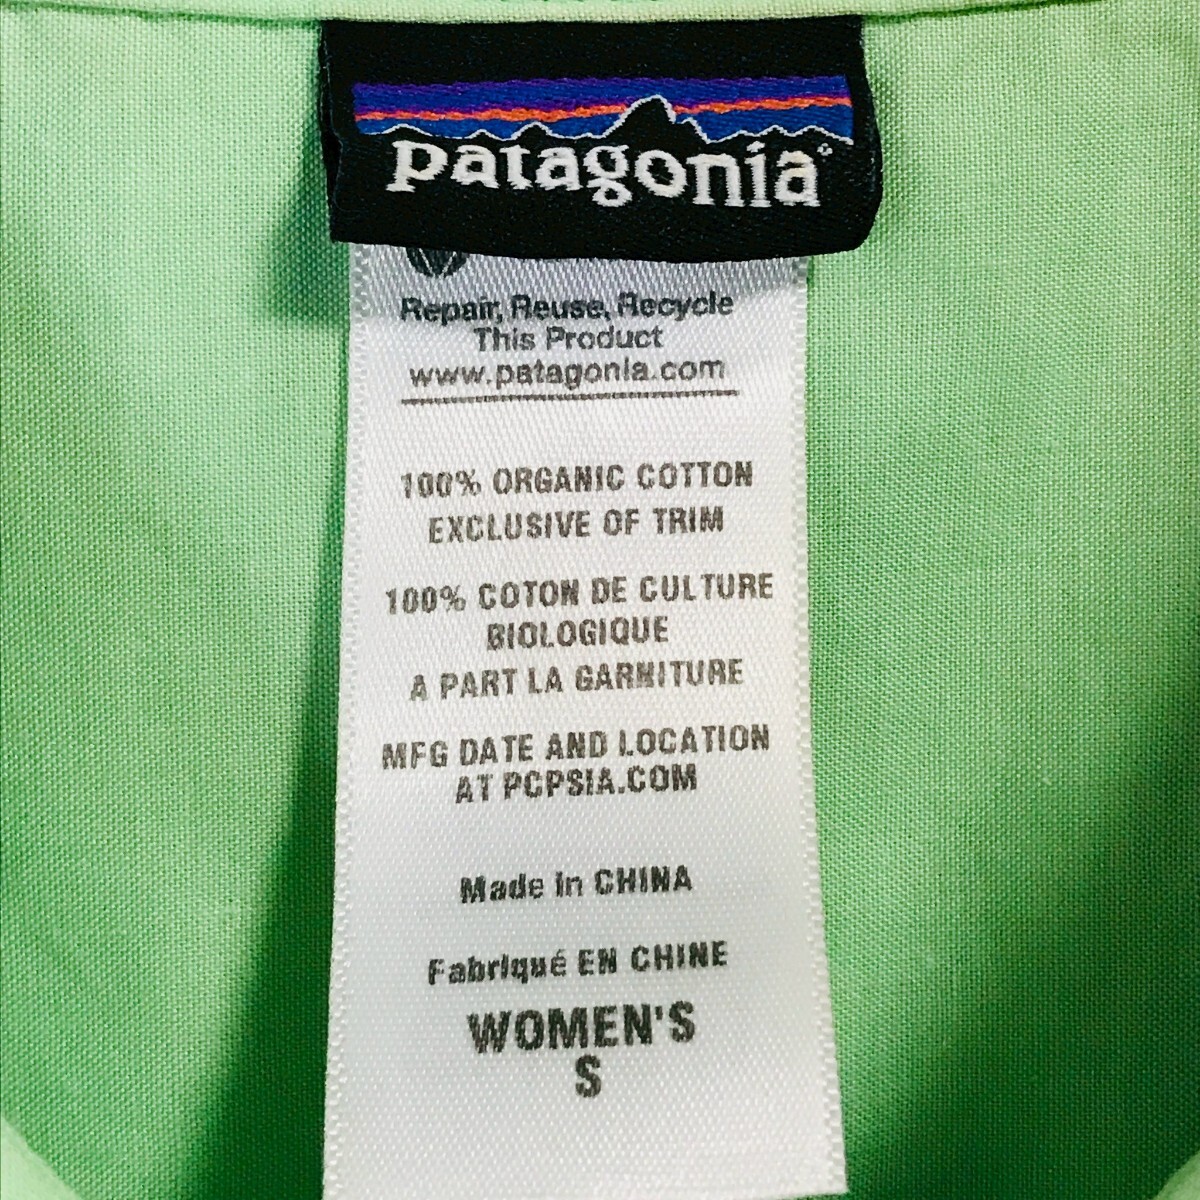 patagonia®
Repair, Reuse, Recycle
This Product
www.patagonia.com
100% ORGANIC COTTON
EXCLUSIVE OF TRIM
100% COTON DE CULTURE
BIOLOGIQUE
A PART LA GARNITURE
MFG DATE AND LOCATION
AT PCPSIA.COM
Made in CHINA
Fabriqué EN CHINE
WOMEN'S
S